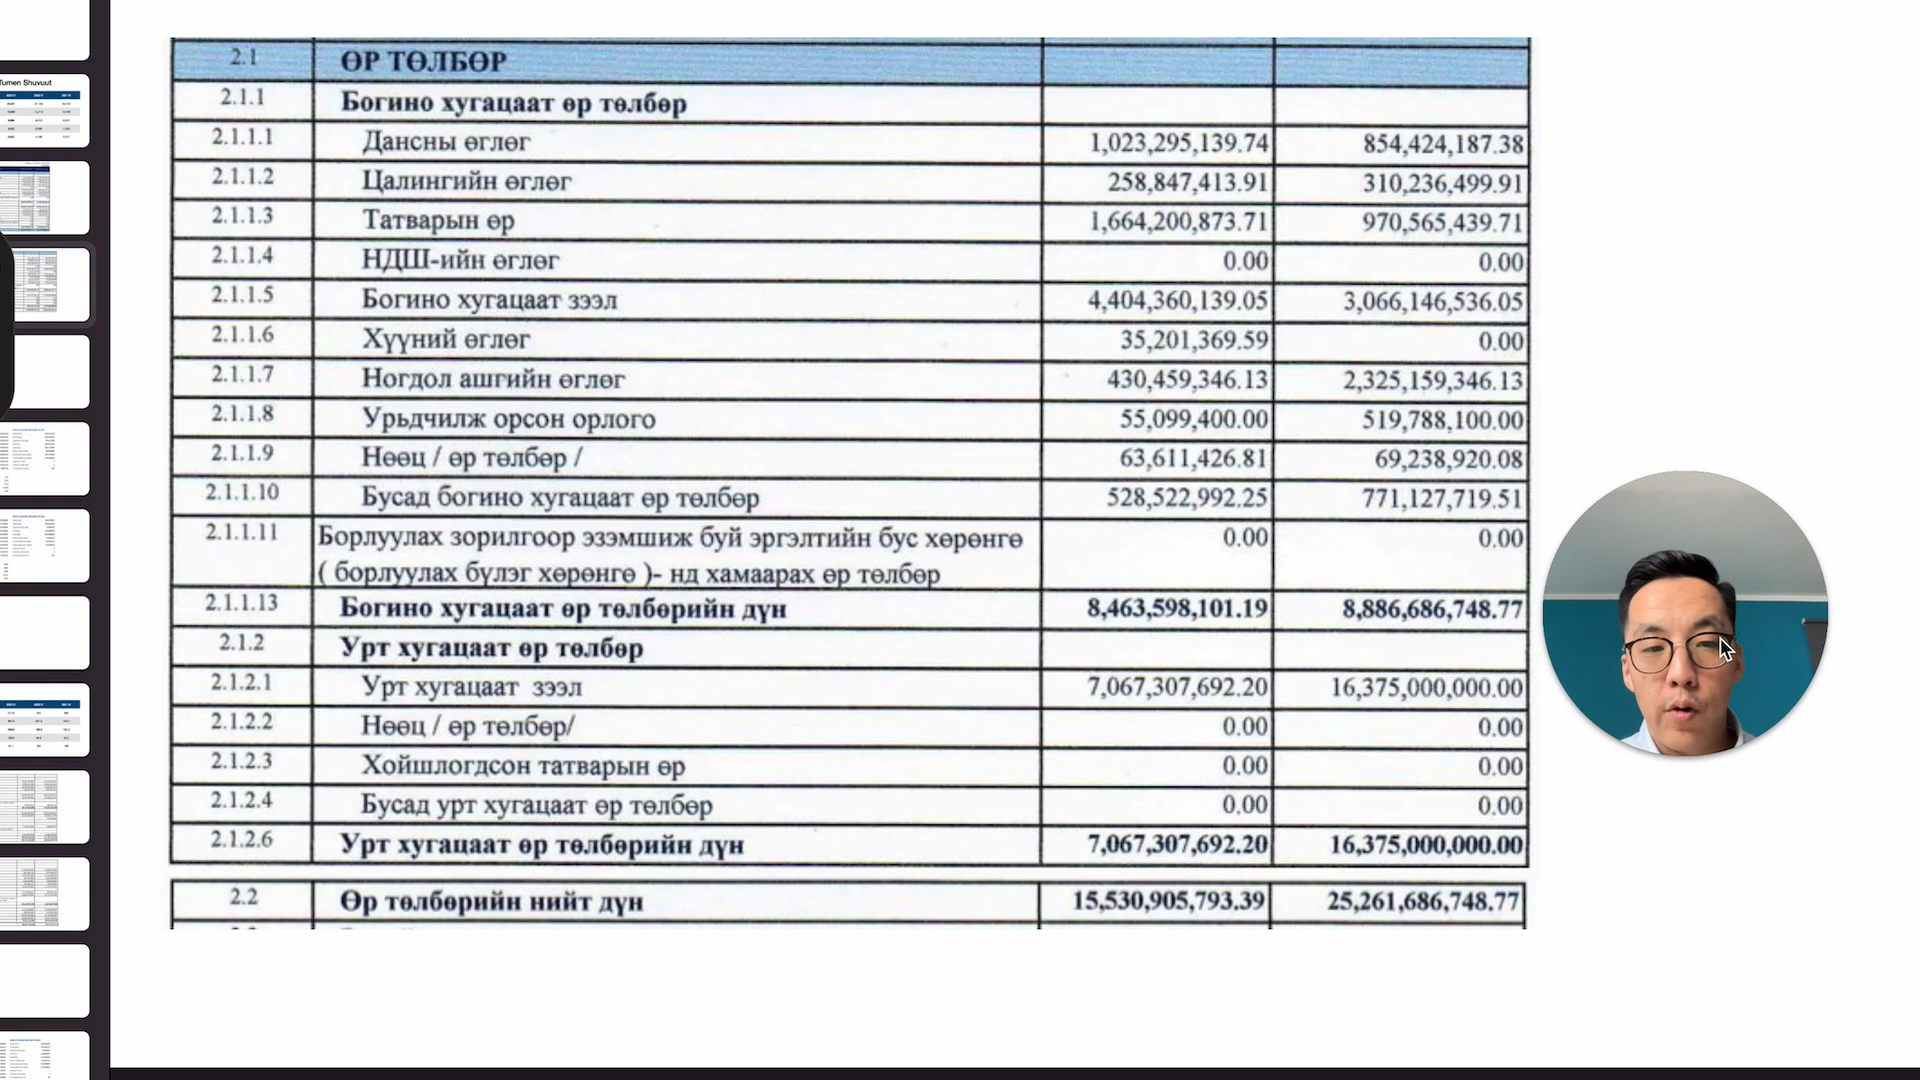 Tumen Shuvuut
2.1 ӨР ТӨЛБӨР
2.1.1 Богино хугацаат өр төлбөр
2.1.1.1 Дансны өглөг 1,023,295,139.74 854,424,187.38
2.1.1.2 Цалингийн өглөг 258,847,413.91 310,236,499.91
2.1.1.3 Татварын өр 1,664,200,873.71 970,565,439.71
2.1.1.4 НДШ-ийн өглөг 0.00 0.00
2.1.1.5 Богино хугацаат зээл 4,404,360,139.05 3,066,146,536.05
2.1.1.6 Хүүний өглөг 35,201,369.59 0.00
2.1.1.7 Ногдол ашгийн өглөг 430,459,346.13 2,325,159,346.13
2.1.1.8 Урьдчилж орсон орлого 55,099,400.00 519,788,100.00
2.1.1.9 Нөөц / өр төлбөр / 63,611,426.81 69,238,920.08
2.1.1.10 Бусад богино хугацаат өр төлбөр 528,522,992.25 771,127,719.51
2.1.1.11 Борлуулах зорилгоор эзэмшиж буй эргэлтийн бус хөрөнгө 0.00 0.00
( борлуулах бүлэг хөрөнгө )- нд хамаарах өр төлбөр
2.1.1.13 Богино хугацаат өр төлбөрийн дүн 8,463,598,101.19 8,886,686,748.77
2.1.2 Урт хугацаат өр төлбөр
2.1.2.1 Урт хугацаат зээл 7,067,307,692.20 16,375,000,000.00
2.1.2.2 Нөөц / өр төлбөр/ 0.00 0.00
2.1.2.3 Хойшлогдсон татварын өр 0.00 0.00
2.1.2.4 Бусад урт хугацаат өр төлбөр 0.00 0.00
2.1.2.6 Урт хугацаат өр төлбөрийн дүн 7,067,307,692.20 16,375,000,000.00
2.2 Өр төлбөрийн нийт дүн 15,530,905,793.39 25,261,686,748.77